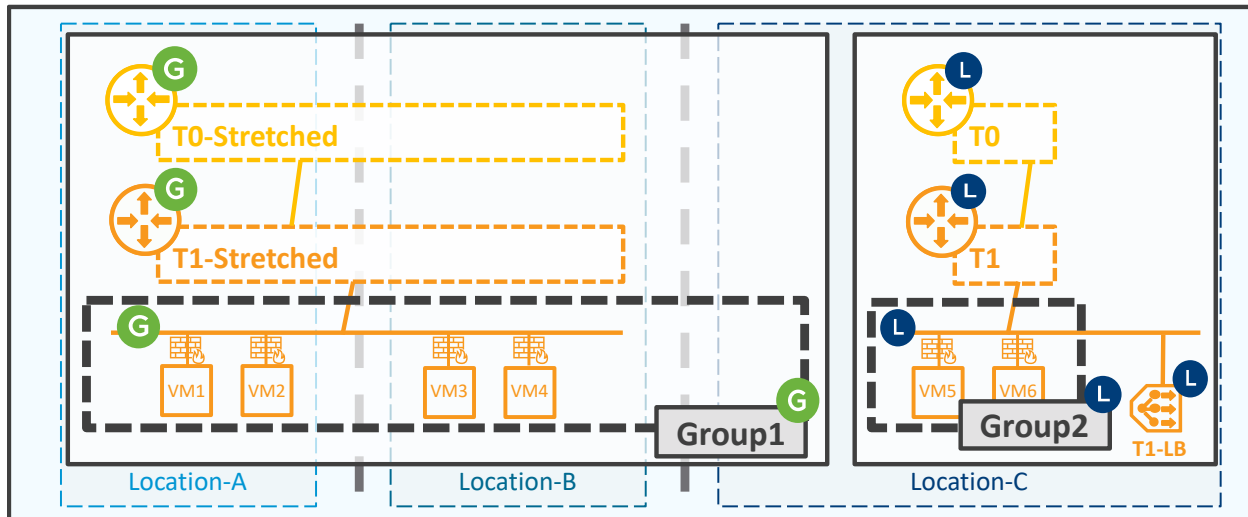 G
L
T0-Stretched
T0
G
L
T1-Stretched
T1
G
L
VM1
VM2
VM3
VM4
VM5
VM6
G
L
L
Group1
Group2
T1-LB
Location-A
Location-B
Location-C